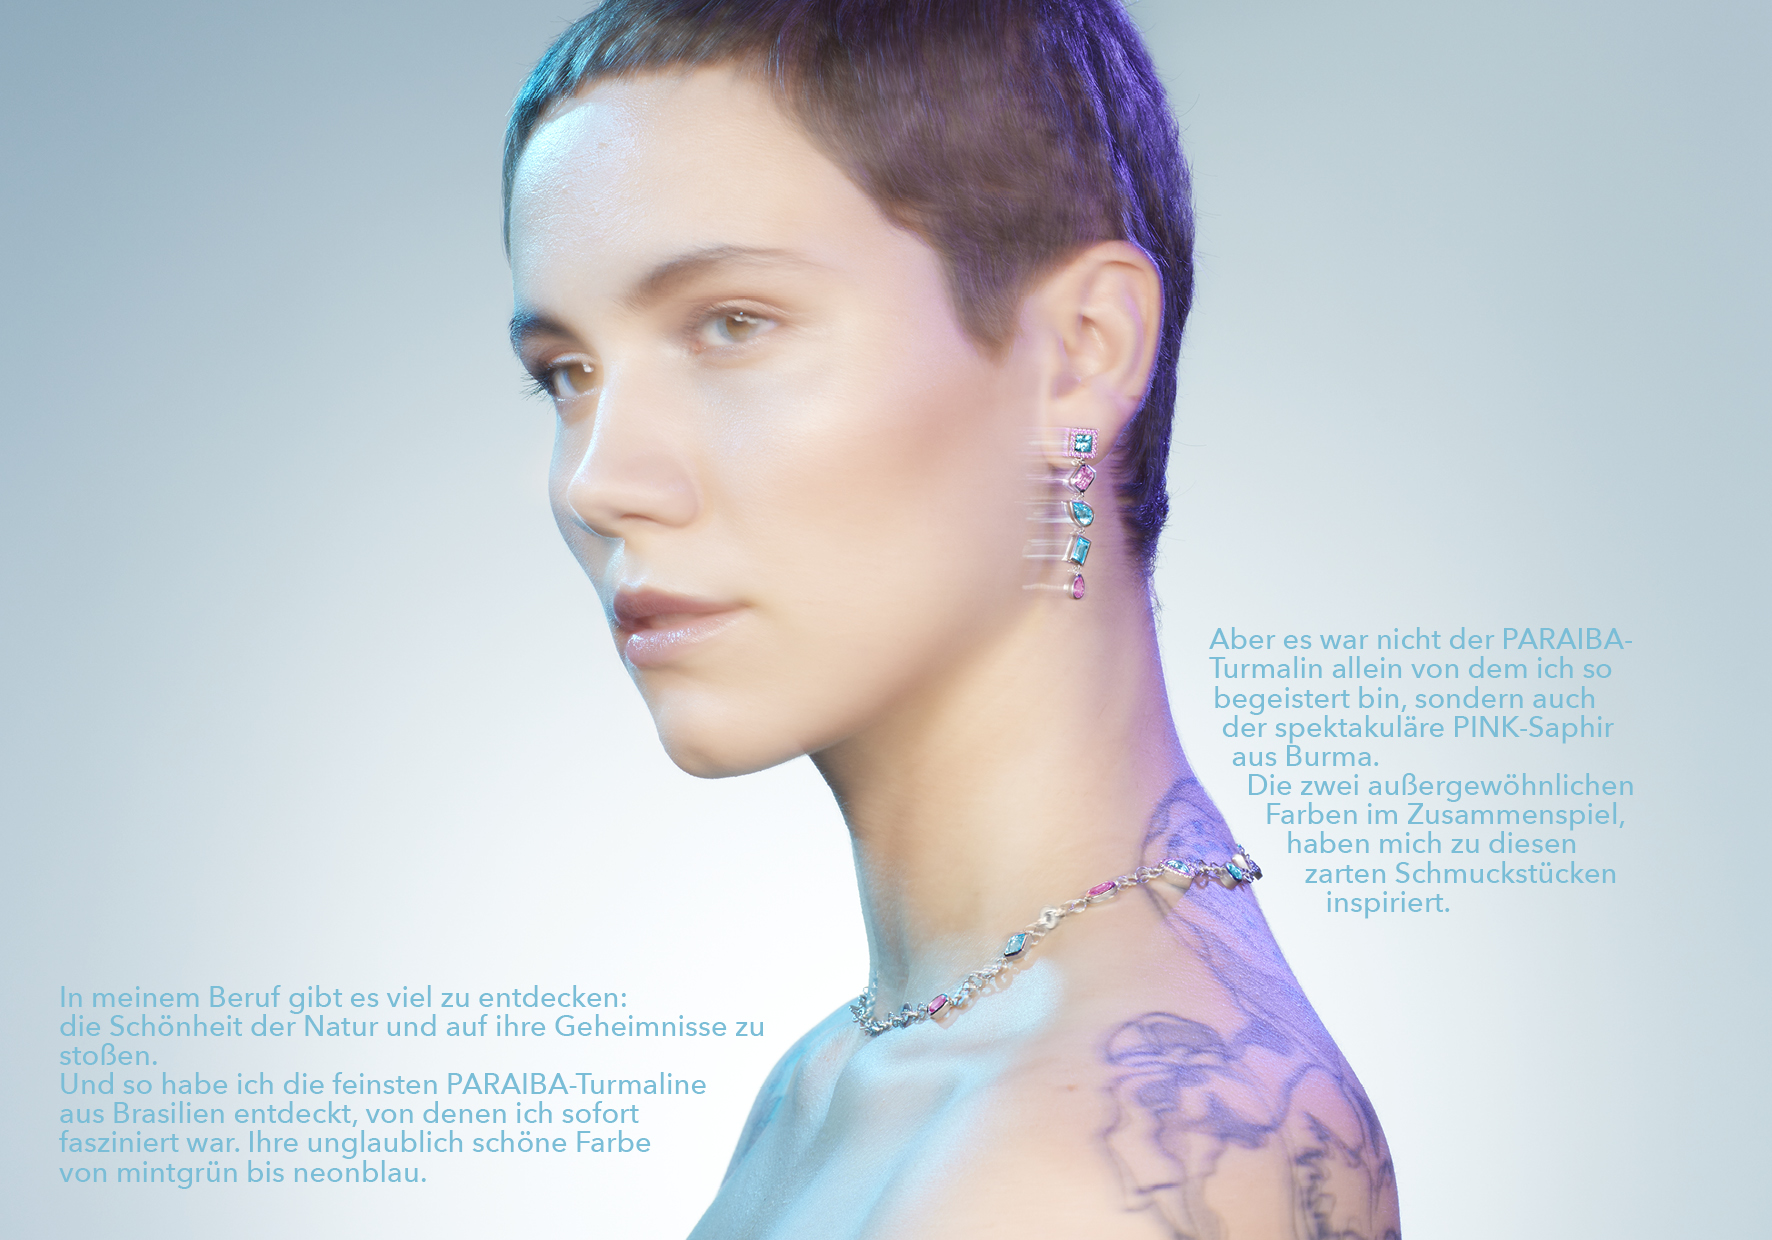 In meinem Beruf gibt es viel zu entdecken:
die Schönheit der Natur und auf ihre Geheimnisse zu
stoßen.
Und so habe ich die feinsten PARAIBA-Turmaline
aus Brasilien entdeckt, von denen ich sofort
fasziniert war. Ihre unglaublich schöne Farbe
von mintgrün bis neonblau.
Aber es war nicht der PARAIBA-
Turmalin allein von dem ich so
begeistert bin, sondern auch
der spektakuläre PINK-Saphir
aus Burma.
Die zwei außergewöhnlichen
Farben im Zusammenspiel,
haben mich zu diesen
zarten Schmuckstücken
inspiriert.